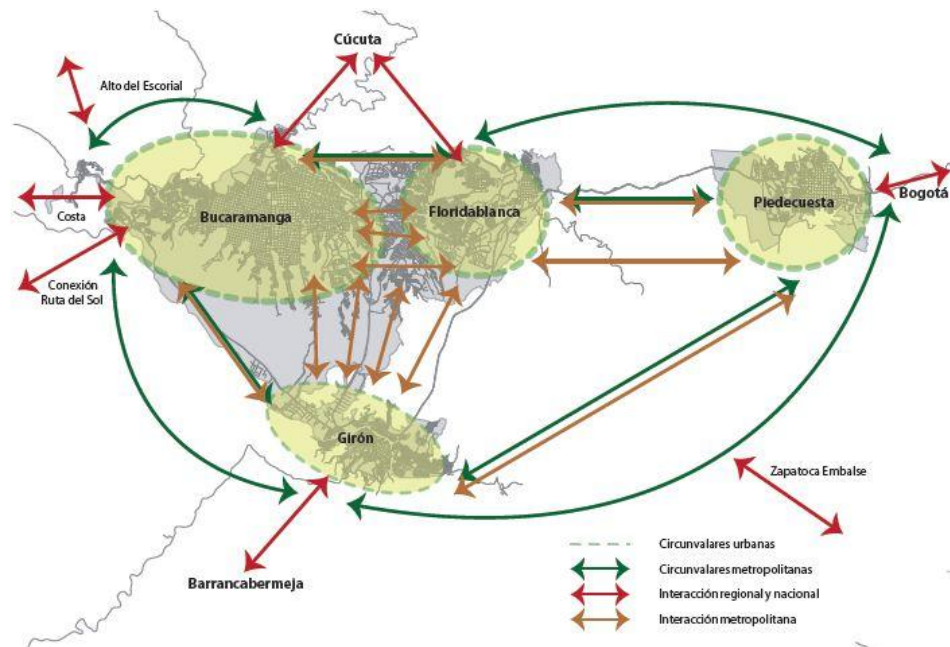 Cúcuta
Alto del Escorial
Costa
Bucaramanga
Floridablanca
Piedecuesta
Bogotá
Conexión
Ruta del Sol
Girón
Zapatoca Embalse
Barrancabermeja
Circunvalares urbanas
Circunvalares metropolitanas
Interacción regional y nacional
Interacción metropolitana